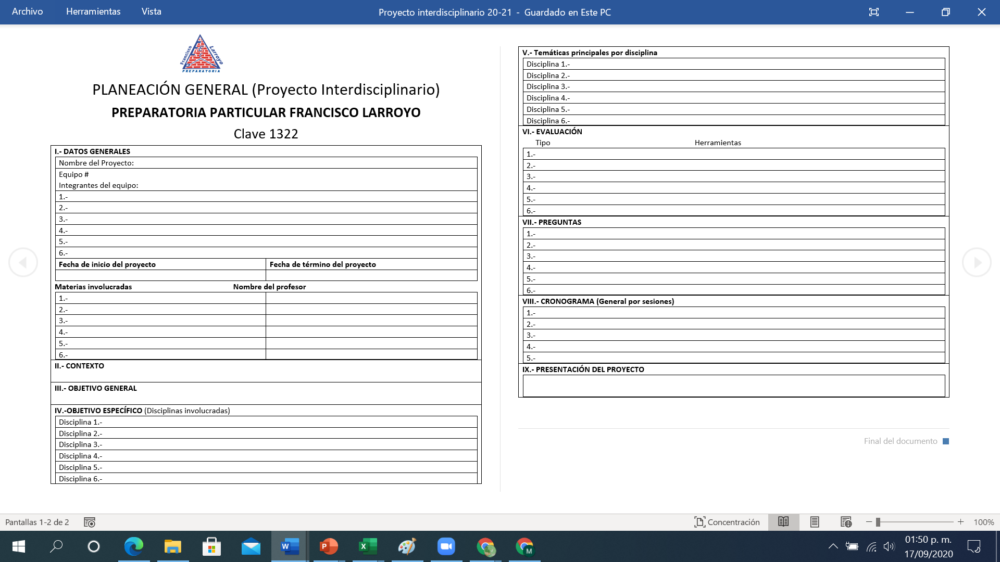 Archivo Herramientas Vista
Proyecto interdisciplinario 20-21 - Guardado en Este PC
Francisco Larroyo
PREPARATORIA
PLANEACIÓN GENERAL (Proyecto Interdisciplinario)
PREPARATORIA PARTICULAR FRANCISCO LARROYO
Clave 1322
I.- DATOS GENERALES
Nombre del Proyecto:
Equipo #
Integrantes del equipo:
1.-
2.-
3.-
4.-
5.-
6.-
Fecha de inicio del proyecto Fecha de término del proyecto
Materias involucradas Nombre del profesor
1.-
2.-
3.-
4.-
5.-
6.-
II.- CONTEXTO
III.- OBJETIVO GENERAL
IV.-OBJETIVO ESPECÍFICO (Disciplinas involucradas)
Disciplina 1.-
Disciplina 2.-
Disciplina 3.-
Disciplina 4.-
Disciplina 5.-
Disciplina 6.-
V.- Temáticas principales por disciplina
Disciplina 1.-
Disciplina 2.-
Disciplina 3.-
Disciplina 4.-
Disciplina 5.-
Disciplina 6.-
VI.- EVALUACIÓN
Tipo Herramientas
1.-
2.-
3.-
4.-
5.-
6.-
VII.- PREGUNTAS
1.-
2.-
3.-
4.-
5.-
6.-
VIII.- CRONOGRAMA (General por sesiones)
1.-
2.-
3.-
4.-
5.-
IX.- PRESENTACIÓN DEL PROYECTO
Final del documento
Pantallas 1-2 de 2
Concentración
100%
01:50 p. m.
17/09/2020